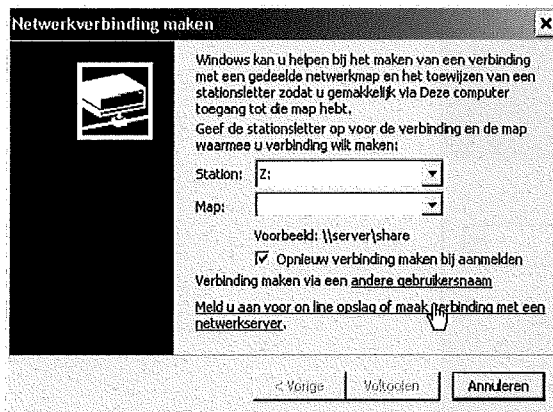 Netwerkverbinding maken
Windows kan u helpen bij het maken van een verbinding
met een gedeelde netwerkmap en het toewijzen van een
stationsletter zodat u gemakkelijk via Deze computer
toegang tot die map hebt.
Geef de stationsletter op voor de verbinding en de map
waarmee u verbinding wilt maken:
Station: Z:
Map:
Voorbeeld: \\server\share
Opnieuw verbinding maken bij aanmelden
Verbinding maken via een andere gebruikersnaam
Meld u aan voor on line opslag of maak verbinding met een
netwerkserver.
< Vorige Voltooien Annuleren